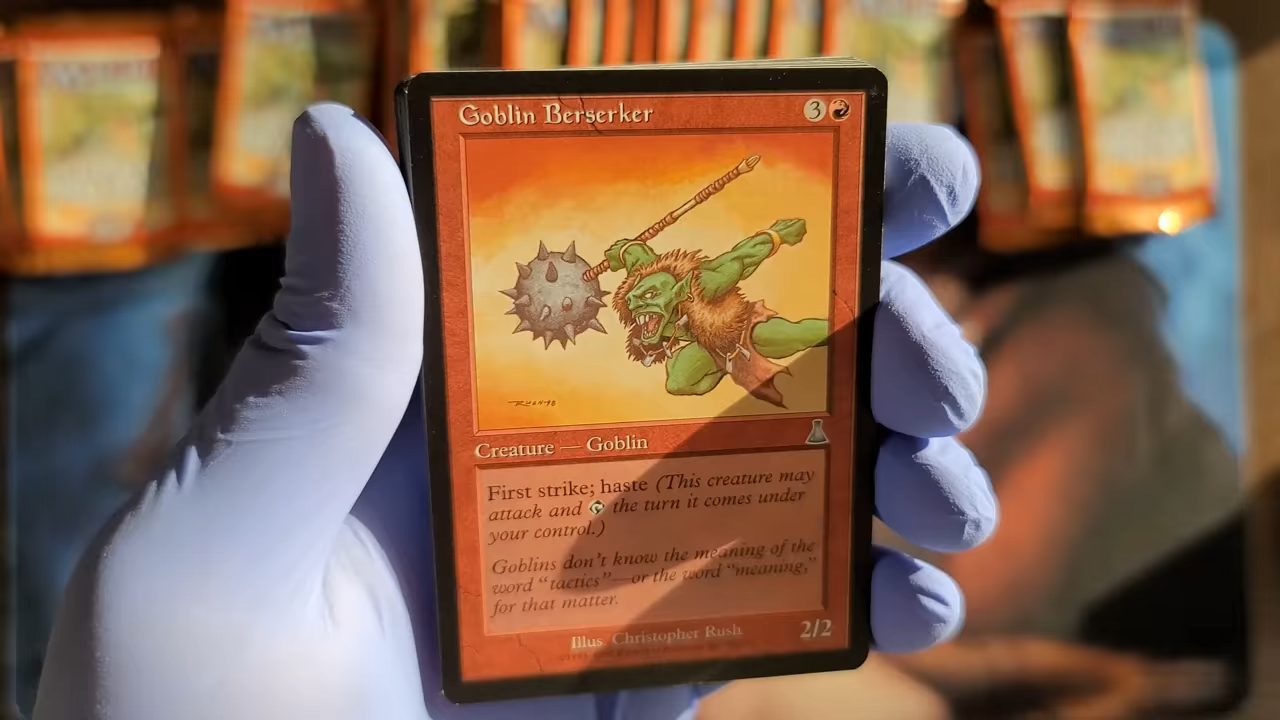 Goblin Berserker
3
RUSH 98
Creature — Goblin
First strike; haste (This creature may
attack and the turn it comes under
your control.)
Goblins don't know the meaning of the
word "tactics"—or the word "meaning,"
for that matter.
Illus. Christopher Rush
2/2